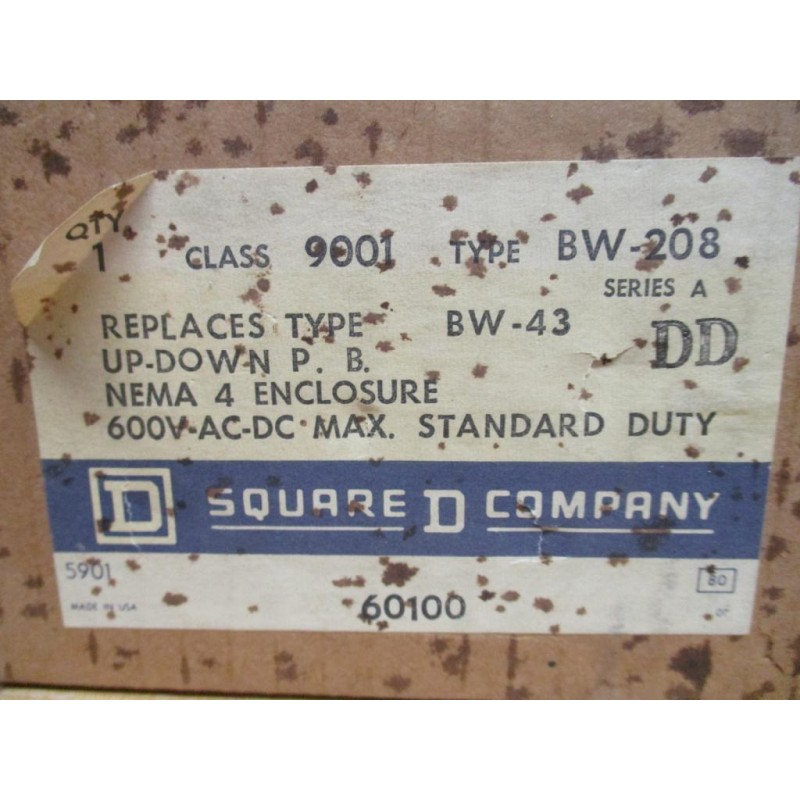 QTY.
1 CLASS 9001 TYPE BW-208
SERIES A
REPLACES TYPE BW-43
DD
UP-DOWN P. B.
NEMA 4 ENCLOSURE
600V-AC-DC MAX. STANDARD DUTY
D SQUARE D COMPANY
5901
80
MADE IN USA
60100